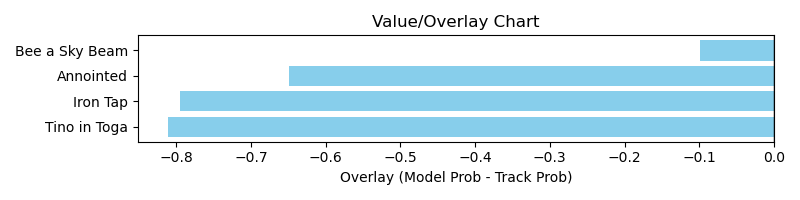 Value/Overlay Chart
Bee a Sky Beam
Annointed
Iron Tap
Tino in Toga
−0.8 −0.7 −0.6 −0.5 −0.4 −0.3 −0.2 −0.1 0.0
Overlay (Model Prob - Track Prob)